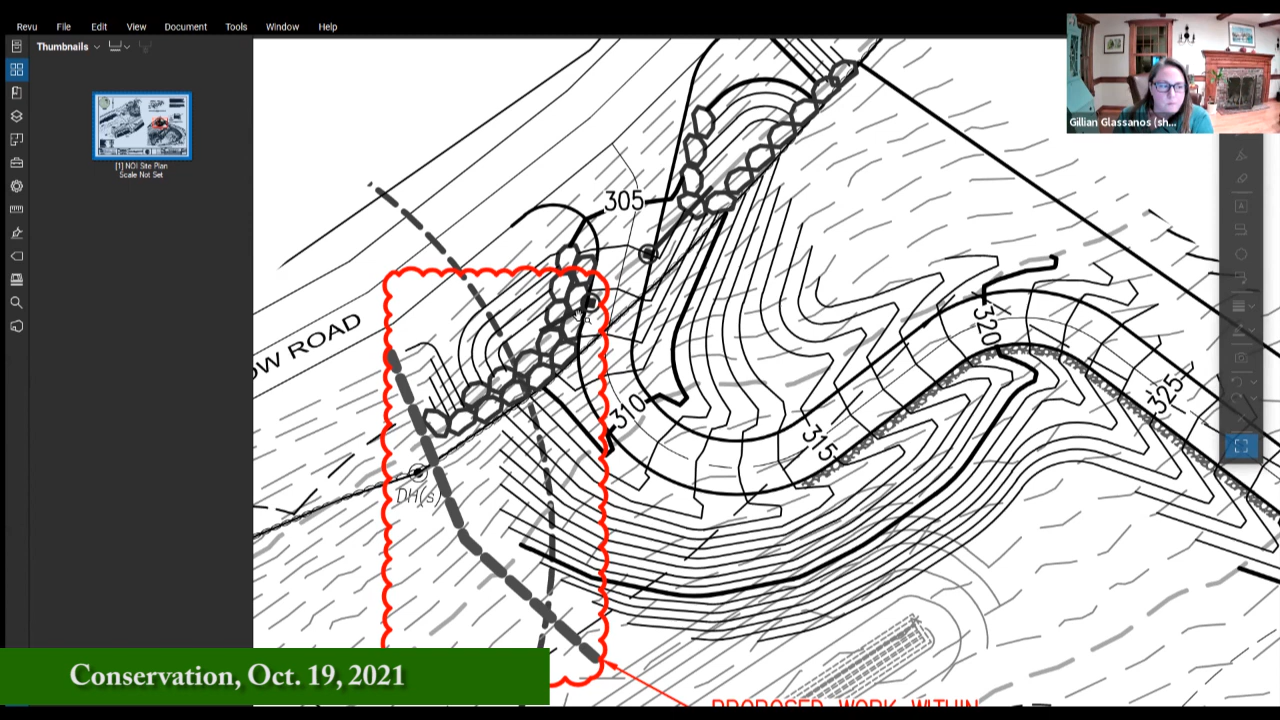 Revu File Edit View Document Tools Window Help
Thumbnails
[1] NOI Site Plan
Scale Not Set
Gillian Glassanos (sh...
305
OW ROAD
320
310
325
315
DH(s)
PROPOSED WORK WITHIN
Conservation, Oct. 19, 2021